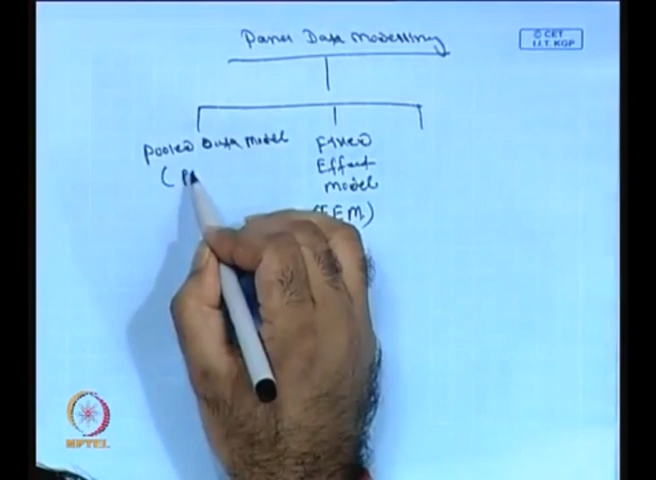 Panel Data Modelling
© CET
I.I.T. KGP
Pooled Data Model
(P
Fixed
Effect
Model
(FEM)
NPTEL